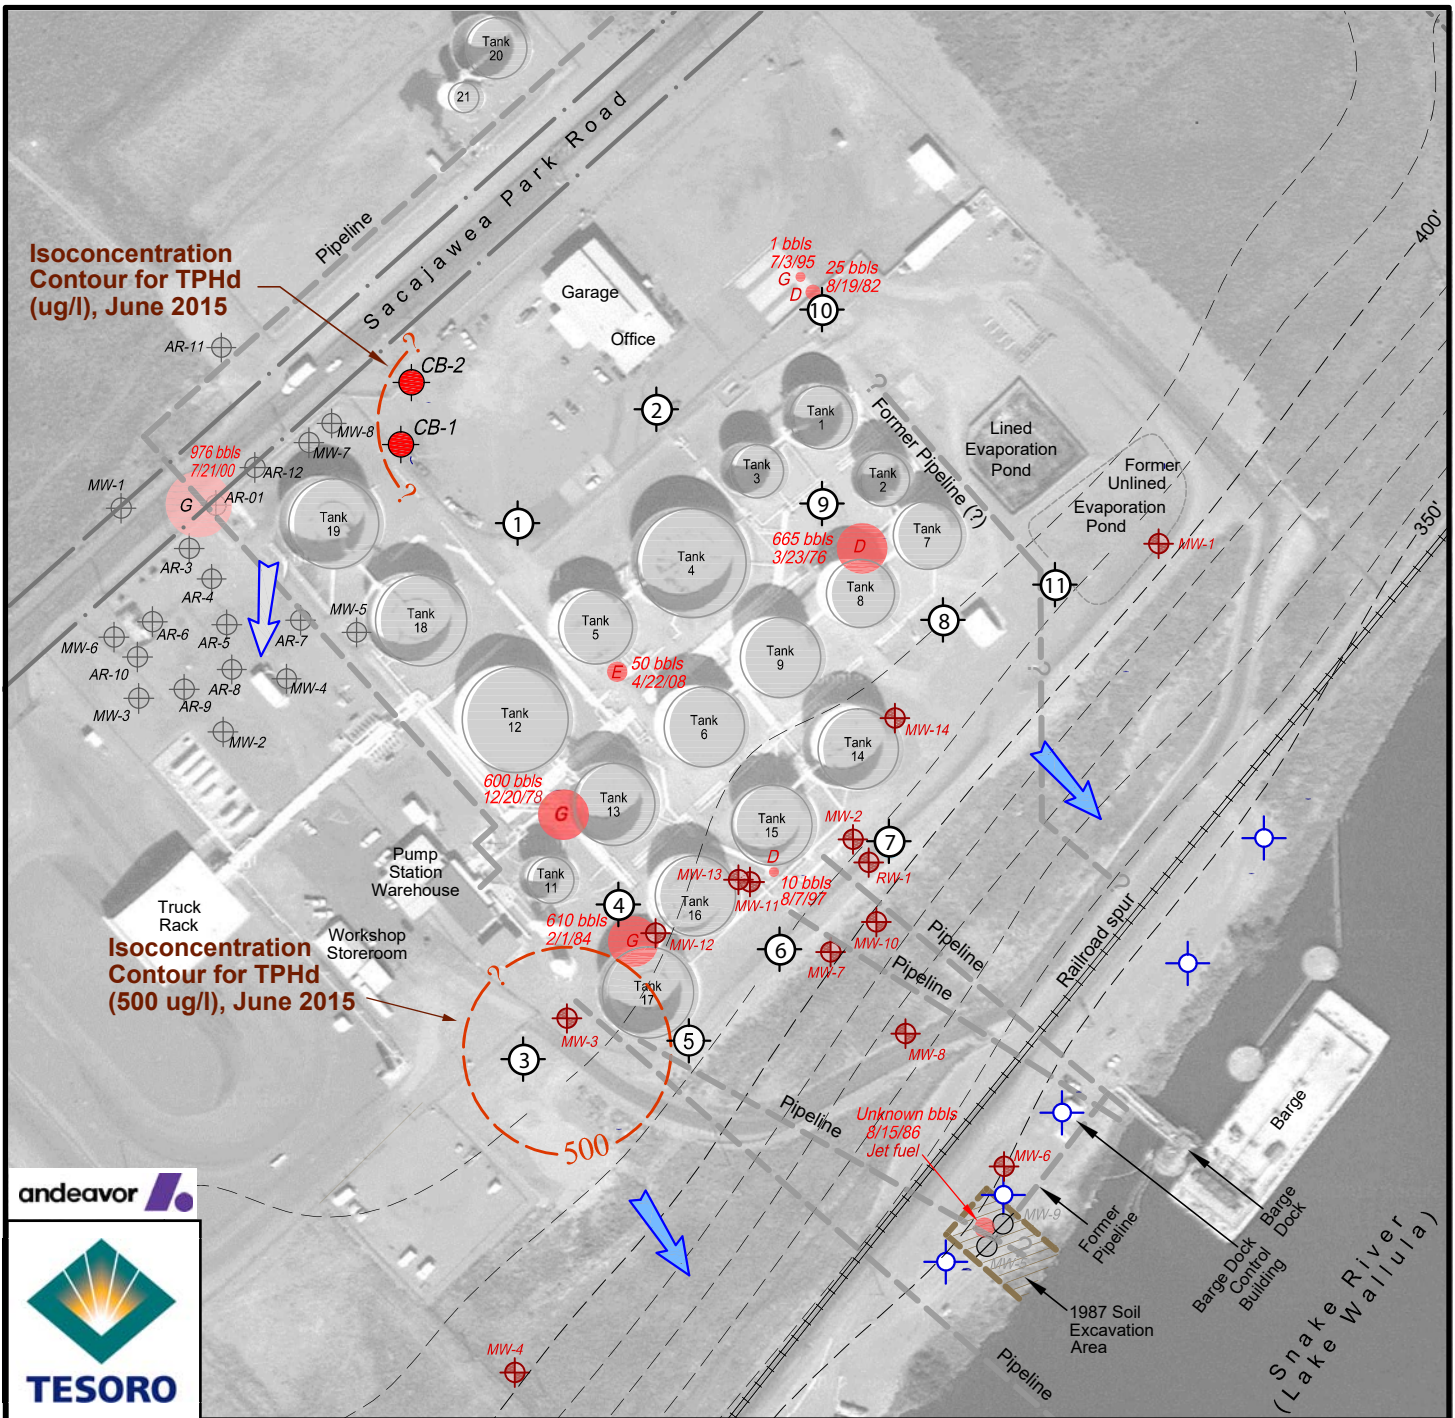 Tank
20
21
Sacajawea Park Road
Pipeline
400'
Isoconcentration
Contour for TPHd
(ug/l), June 2015
1 bbls
7/3/95
G
25 bbls
8/19/82
D
10
Garage
Office
AR-11
?
CB-2
CB-1
?
2
Tank
1
?
Former Pipeline (?)
Lined
Evaporation
Pond
Former
Unlined
Evaporation
Pond
350'
MW-8
MW-7
976 bbls
7/21/00
AR-12
MW-1
G
AR-01
Tank
19
Tank
3
Tank
2
9
1
665 bbls
3/23/76
D
Tank
7
MW-1
AR-3
AR-4
Tank
4
Tank
8
11
MW-5
Tank
18
Tank
5
8
AR-6
AR-5
AR-7
MW-6
AR-10
Tank
9
?
AR-8
MW-4
E
50 bbls
4/22/08
MW-3
AR-9
MW-2
Tank
12
Tank
6
MW-14
Tank
14
600 bbls
12/20/78
G
Tank
13
Tank
15
MW-2
7
RW-1
Pump
Station
Warehouse
Tank
11
D
10 bbls
8/7/97
MW-13
MW-11
?
Truck
Rack
4
Tank
16
610 bbls
2/1/84
G
MW-12
6
MW-10
MW-7
Pipeline
Pipeline
Railroad spur
Workshop
Storeroom
Isoconcentration
Contour for TPHd
(500 ug/l), June 2015
?
Tank
17
MW-3
5
3
MW-8
500
Pipeline
Unknown bbls
8/15/86
Jet fuel
Barge
MW-6
MW-9
MW-5
Former
Pipeline
Barge
Dock
Barge Dock
Control
Building
1987 Soil
Excavation
Area
Snake River
(Lake Wallula)
andeavor
TESORO
MW-4
Pipeline